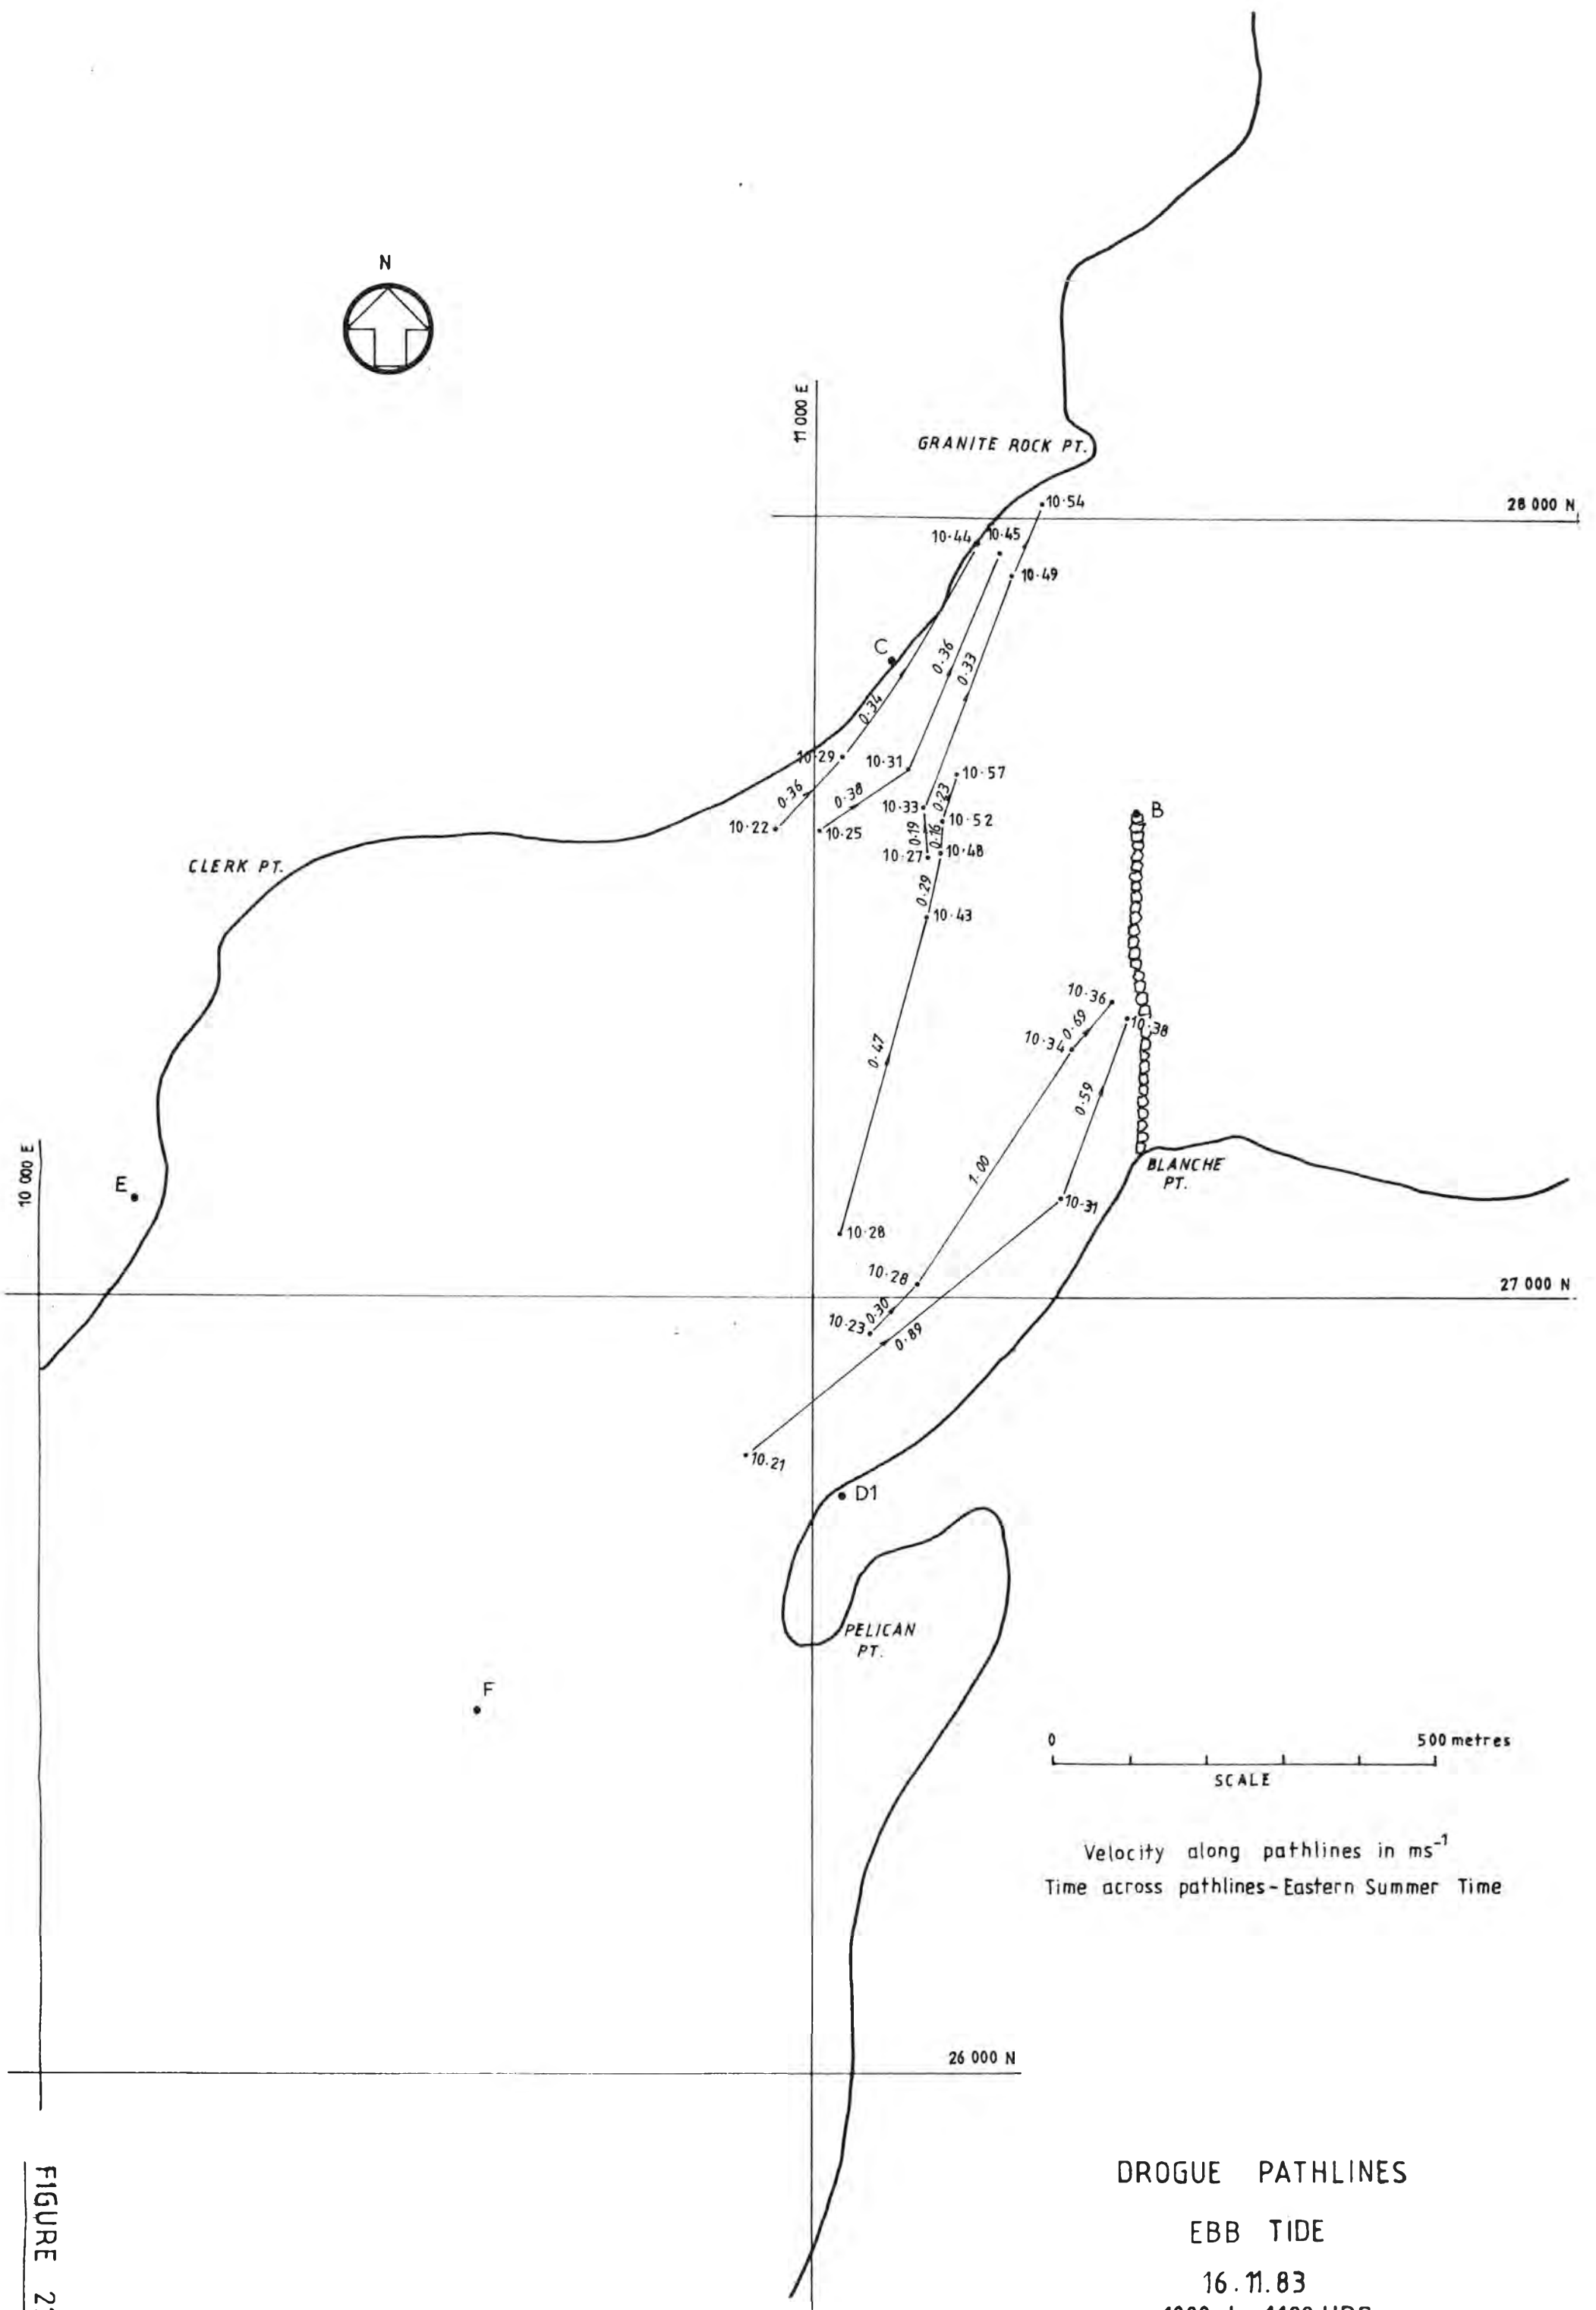 N
11 000 E
GRANITE ROCK PT.
10·54
28 000 N
10·44
10·45
10·49
C
0·36
0·33
0·34
10·29
10·31
10·57
0·36
0·38
0·23
10·33
10·22
10·25
10·52
B
0·19
0·16
10·27
10·48
CLERK PT.
0·29
10·43
10·36
0·69
10·38
10·34
0·47
0·59
10 000 E
E
1.00
BLANCHE
PT.
10·31
10·28
10·28
27 000 N
0·30
10·23
0·89
10.21
D1
PELICAN
PT.
F
0
500 metres
SCALE
Velocity along pathlines in ms⁻¹
Time across pathlines - Eastern Summer Time
26 000 N
DROGUE PATHLINES
EBB TIDE
16.11.83
FIGURE